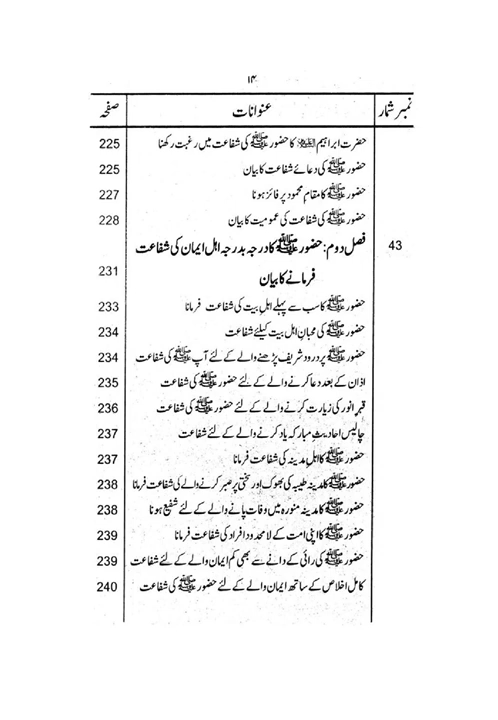 ۱۴
نمبر شمار عنوانات صفحہ
حضرت ابراہیم علیہ السلام کا حضور ﷺ کی شفاعت میں رغبت رکھنا 225
حضور ﷺ کی دعائے شفاعت کا بیان 225
حضور ﷺ کا مقام محمود پر فائز ہونا 227
حضور ﷺ کی شفاعت کی عمومیت کا بیان 228
43 فصل دوم: حضور ﷺ کا درجہ بدرجہ اہل ایمان کی شفاعت
فرمانے کا بیان 231
حضور ﷺ کا سب سے پہلے اہل بیت کی شفاعت فرمانا 233
حضور ﷺ کی محبان اہل بیت کیلئے شفاعت 234
حضور ﷺ پر درود شریف پڑھنے والے کے لئے آپ ﷺ کی شفاعت 234
اذان کے بعد دعا کرنے والے کے لئے حضور ﷺ کی شفاعت 235
قبر انور کی زیارت کرنے والے کے لئے حضور ﷺ کی شفاعت 236
چالیس احادیث مبارکہ یاد کرنے والے کے لئے شفاعت 237
حضور ﷺ کا اہل مدینہ کی شفاعت فرمانا 237
حضور ﷺ کا مدینہ طیبہ کی بھوک اور سختی پر صبر کرنے والے کی شفاعت فرمانا 238
حضور ﷺ کا مدینہ منورہ میں وفات پانے والے کے لئے شفیع ہونا 238
حضور ﷺ کا اپنی امت کے لامحدود افراد کی شفاعت فرمانا 239
حضور ﷺ کی رائی کے دانے سے بھی کم ایمان والے کے لئے شفاعت 239
کامل اخلاص کے ساتھ ایمان والے کے لئے حضور ﷺ کی شفاعت 240